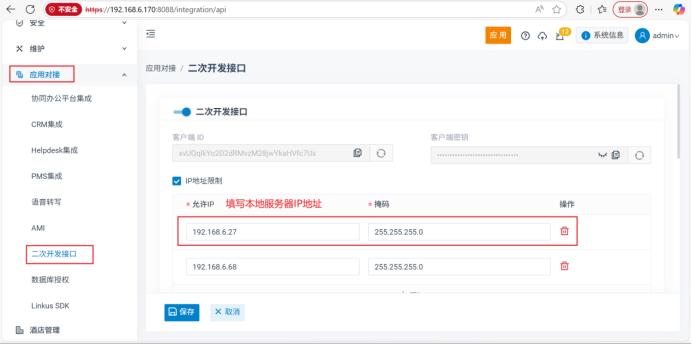 不安全 https://192.168.6.170:8088/integration/api
登录
安全
维护
应用对接
协同办公平台集成
CRM集成
Helpdesk集成
PMS集成
语音转写
AMI
二次开发接口
数据库授权
Linkus SDK
酒店管理
应用
12
系统信息
admin
应用对接 / 二次开发接口
二次开发接口
客户端 ID
客户端密钥
IP地址限制
* 允许IP
填写本地服务器IP地址
* 掩码
操作
192.168.6.27
255.255.255.0
192.168.6.68
255.255.255.0
保存
取消